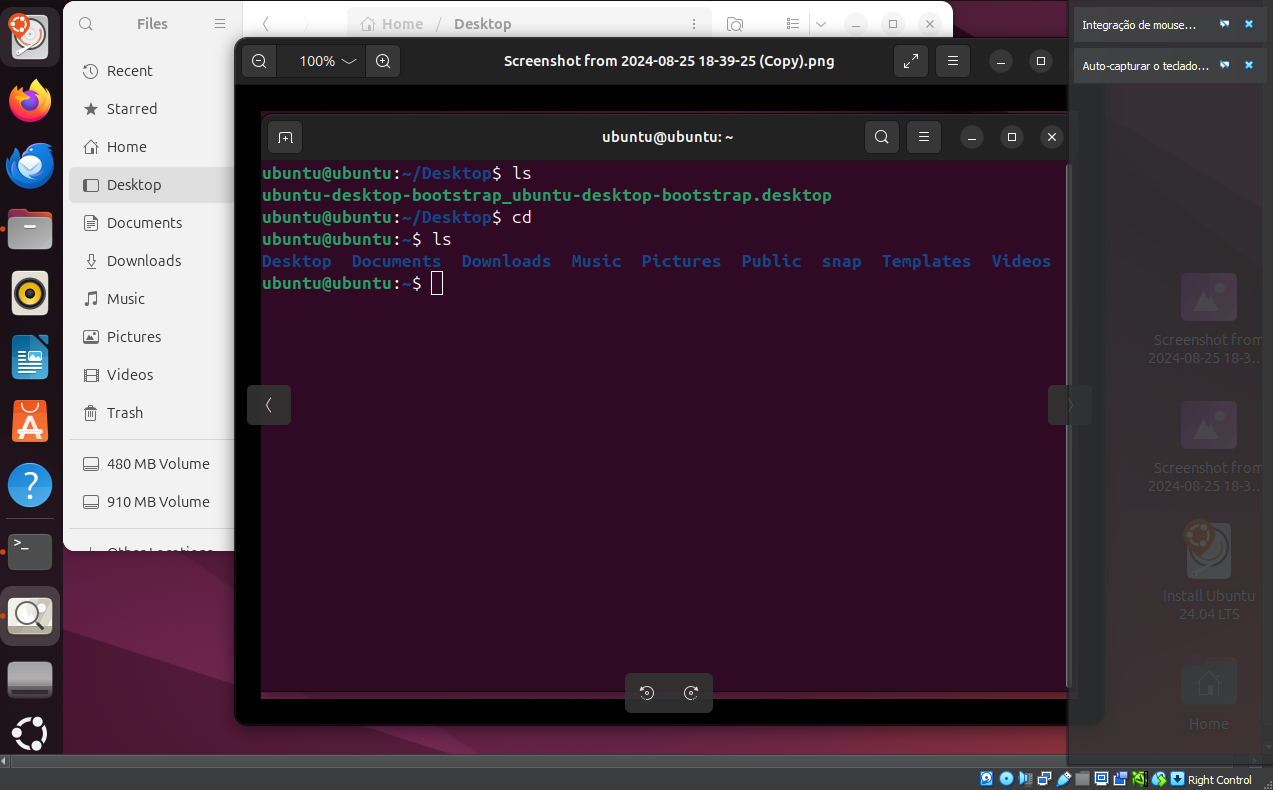 Files
Home / Desktop
Integração de mouse...
Auto-capturar o teclado...
100%
Screenshot from 2024-08-25 18-39-25 (Copy).png
Recent
Starred
Home
Desktop
Documents
Downloads
Music
Pictures
Videos
Trash
480 MB Volume
910 MB Volume
Other Locations
ubuntu@ubuntu: ~
ubuntu@ubuntu:~/Desktop$ ls
ubuntu-desktop-bootstrap_ubuntu-desktop-bootstrap.desktop
ubuntu@ubuntu:~/Desktop$ cd
ubuntu@ubuntu:~$ ls
Desktop Documents Downloads Music Pictures Public snap Templates Videos
ubuntu@ubuntu:~$
Screenshot from
2024-08-25 18-3...
Screenshot from
2024-08-25 18-3...
Install Ubuntu
24.04 LTS
Home
Right Control